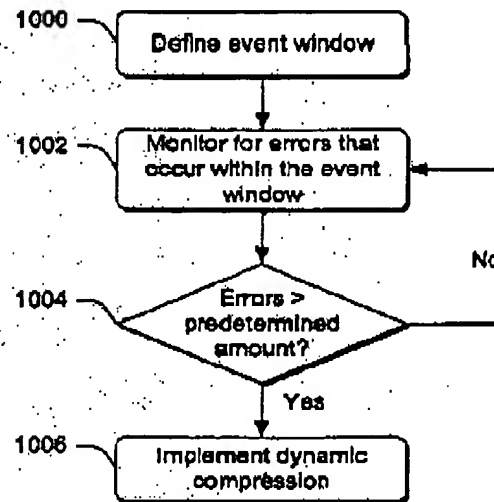 1000
Define event window
1002
Monitor for errors that
occur within the event
window
No
1004
Errors >
predetermined
amount?
Yes
1006
Implement dynamic
compression